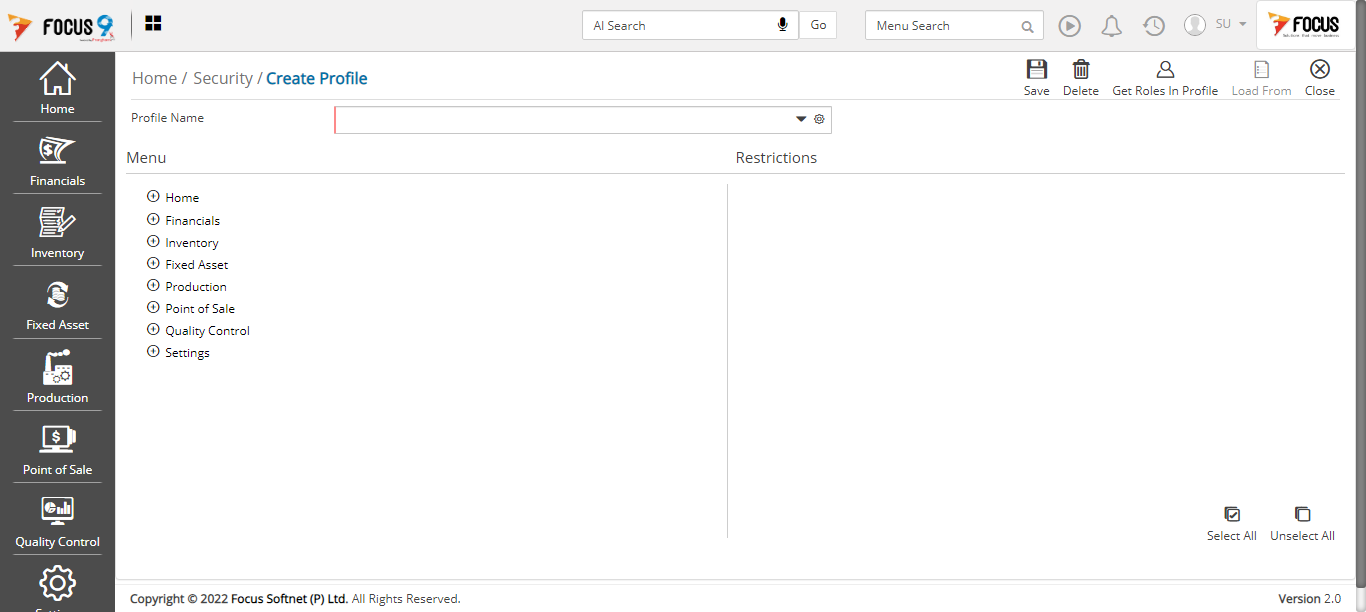 FOCUS 9
AI Search
Go
Menu Search
SU
FOCUS
Home
Financials
Inventory
Fixed Asset
Production
Point of Sale
Quality Control
Home / Security / Create Profile
Save
Delete
Get Roles In Profile
Load From
Close
Profile Name
Menu
Restrictions
Home
Financials
Inventory
Fixed Asset
Production
Point of Sale
Quality Control
Settings
Select All
Unselect All
Copyright © 2022 Focus Softnet (P) Ltd. All Rights Reserved.
Version 2.0